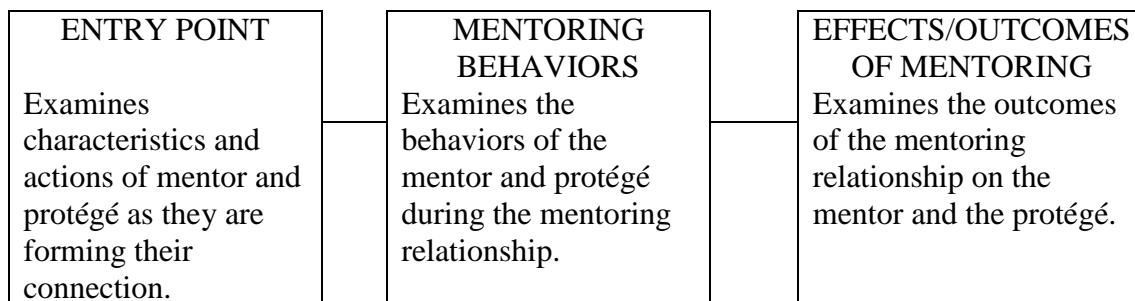 ENTRY POINT
Examines
characteristics and
actions of mentor and
protégé as they are
forming their
connection.
MENTORING
BEHAVIORS
Examines the
behaviors of the
mentor and protégé
during the mentoring
relationship.
EFFECTS/OUTCOMES
OF MENTORING
Examines the outcomes
of the mentoring
relationship on the
mentor and the protégé.